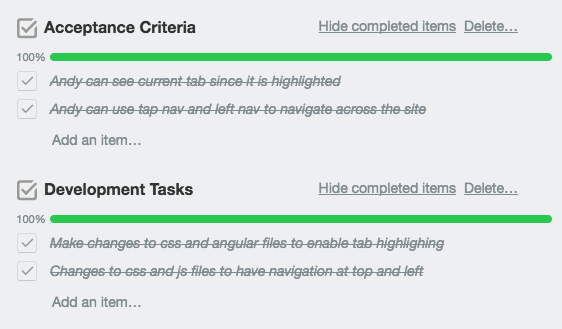 Acceptance Criteria Hide completed items Delete...
100%
Andy can see current tab since it is highlighted
Andy can use tap nav and left nav to navigate across the site
Add an item...
Development Tasks Hide completed items Delete...
100%
Make changes to css and angular files to enable tab highlighing
Changes to css and js files to have navigation at top and left
Add an item...